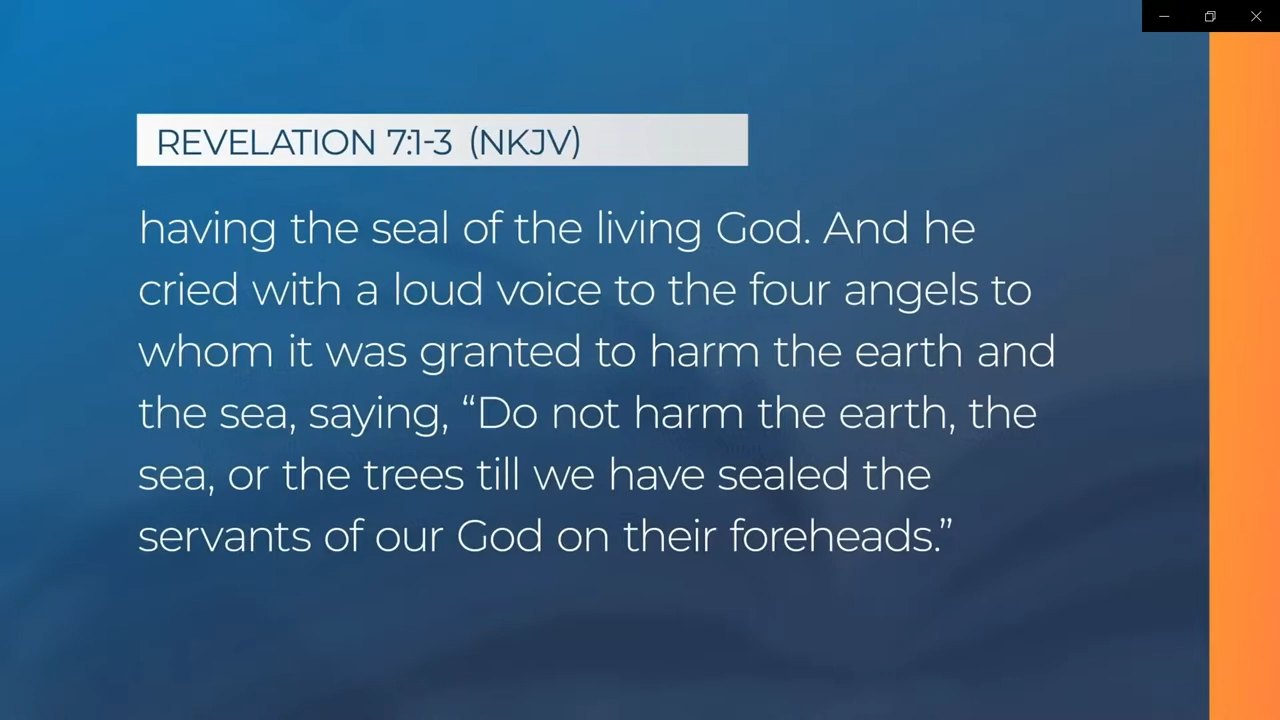 REVELATION 7:1-3 (NKJV)
having the seal of the living God. And he
cried with a loud voice to the four angels to
whom it was granted to harm the earth and
the sea, saying, “Do not harm the earth, the
sea, or the trees till we have sealed the
servants of our God on their foreheads.”